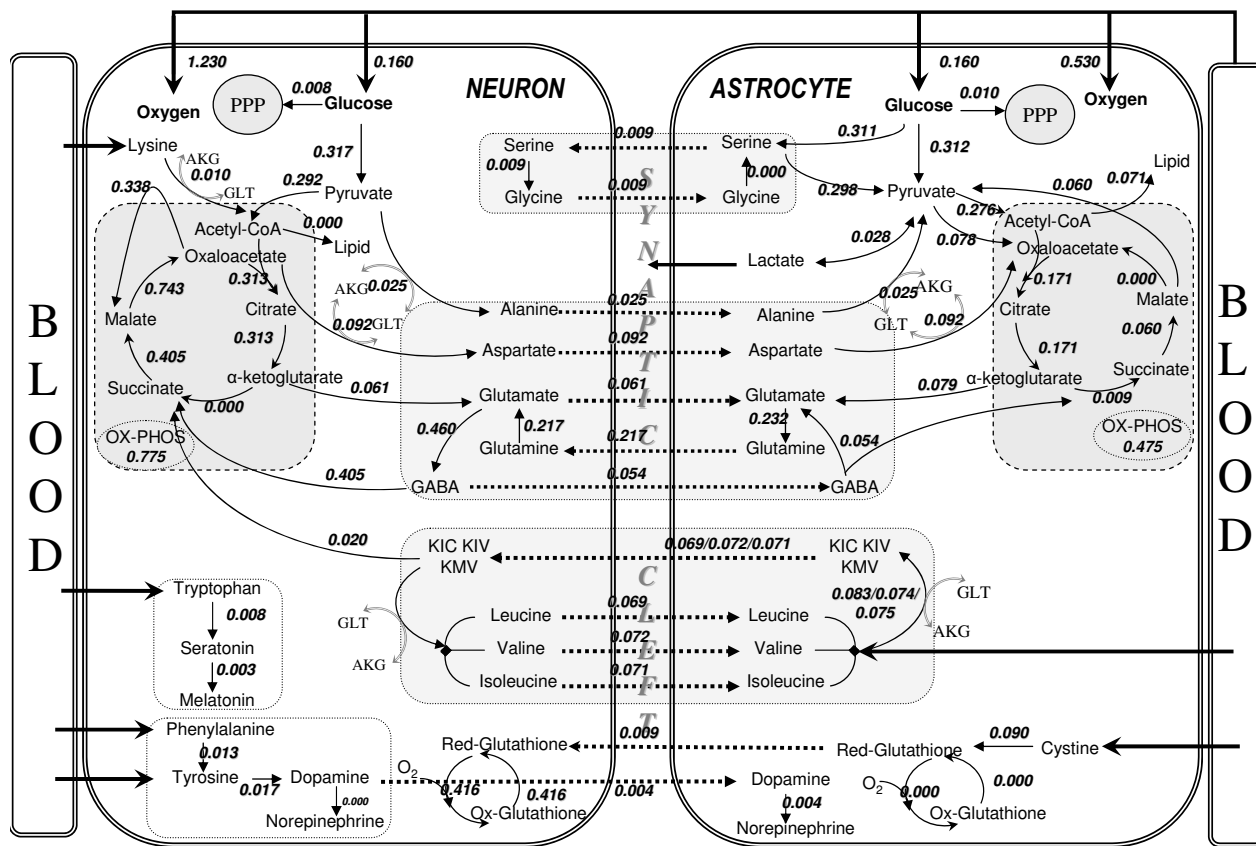 1.230
0.160
0.160
0.530
NEURON
ASTROCYTE
0.008
PPP
Oxygen
Glucose
Glucose
0.010
PPP
Oxygen
Lysine
AKG
0.010
GLT
0.317
0.338
0.292
Pyruvate
0.000
Acetyl-CoA
Lipid
Oxaloacetate
0.313
0.743
Citrate
Malate
0.313
0.405
α-ketoglutarate
Succinate
0.000
OX-PHOS
0.775
AKG
0.025
0.092
GLT
0.061
0.405
0.020
Serine
0.009
Serine
0.009
0.000
Glycine
0.009
Glycine
0.311
0.312
0.298
Pyruvate
0.060
0.071
Lipid
0.276
Acetyl-CoA
0.078
Oxaloacetate
0.028
Lactate
0.171
0.000
Citrate
Malate
0.025
AKG
GLT
0.092
0.171
0.060
α-ketoglutarate
Succinate
0.079
0.009
OX-PHOS
0.475
Alanine
0.025
Alanine
Aspartate
0.092
Aspartate
Glutamate
0.061
Glutamate
0.460
0.217
0.232
Glutamine
0.217
Glutamine
0.054
GABA
0.054
GABA
SYNAPTIC
CLEFT
BLOOD
BLOOD
KIC KIV
KMV
0.069/0.072/0.071
KIC KIV
KMV
0.083/0.074/
0.075
GLT
AKG
GLT
AKG
Leucine
0.069
Leucine
Valine
0.072
Valine
Isoleucine
0.071
Isoleucine
Tryptophan
0.008
Seratonin
0.003
Melatonin
Phenylalanine
0.013
Tyrosine
0.017
Dopamine
0.000
Norepinephrine
Red-Glutathione
0.009
Red-Glutathione
0.090
Cystine
O2
0.416
0.416
Ox-Glutathione
0.004
Dopamine
0.004
Norepinephrine
O2
0.000
0.000
Ox-Glutathione